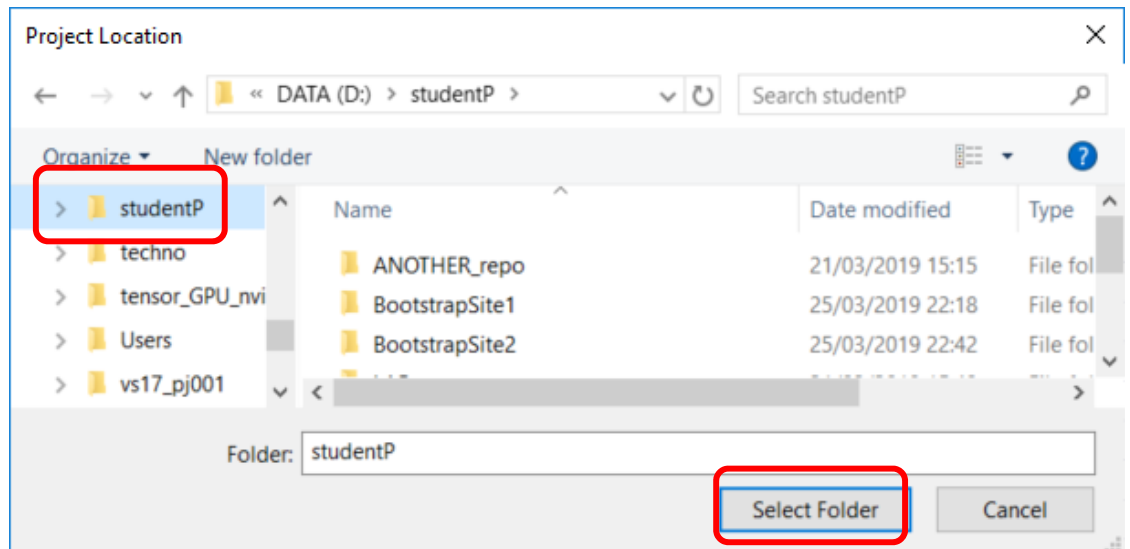 Project Location
« DATA (D:) > studentP >
Search studentP
Organize
New folder
studentP
techno
tensor_GPU_nvi
Users
vs17_pj001
Name
Date modified
Type
ANOTHER_repo
21/03/2019 15:15
File fol
BootstrapSite1
25/03/2019 22:18
File fol
BootstrapSite2
25/03/2019 22:42
File fol
Folder:
studentP
Select Folder
Cancel